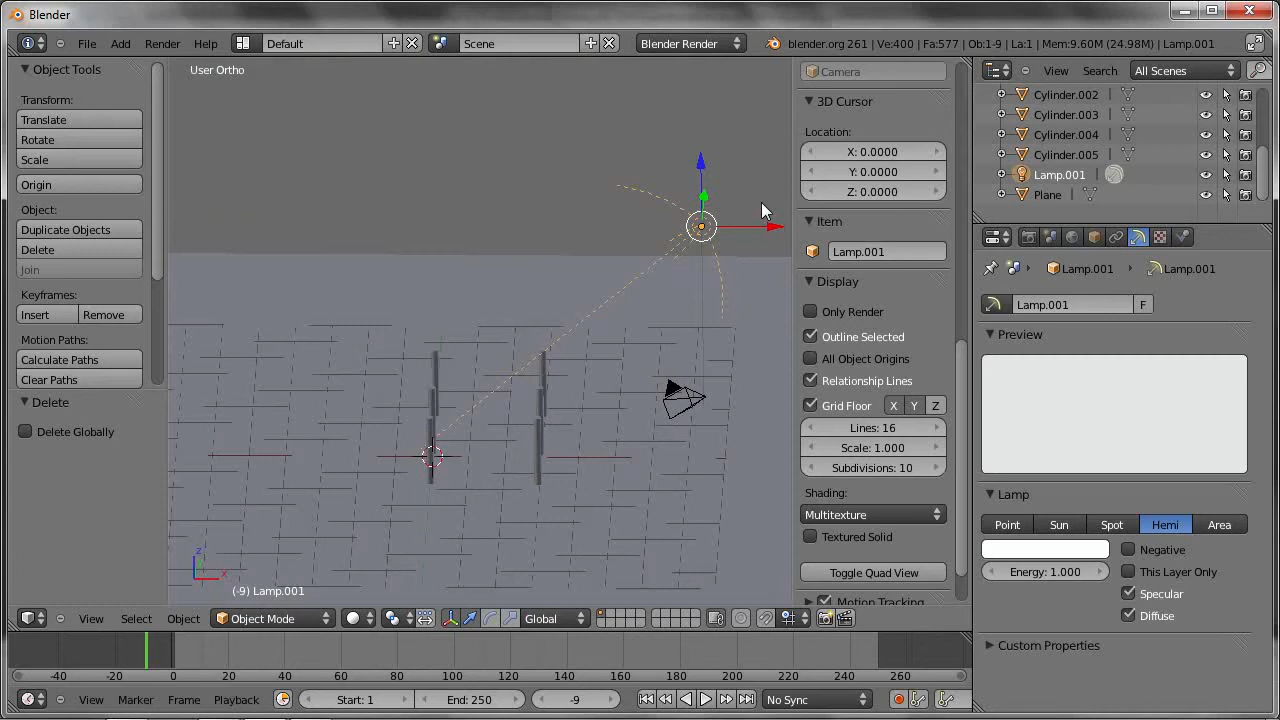 Blender
File Add Render Help Default Scene Blender Render blender.org 261 | Ve:400 | Fa:577 | Ob:1-9 | La:1 | Mem:9.60M (24.98M) | Lamp.001
Object Tools
Transform:
Translate
Rotate
Scale
Origin
Object:
Duplicate Objects
Delete
Join
Keyframes:
Insert Remove
Motion Paths:
Calculate Paths
Clear Paths
Delete
Delete Globally
User Ortho
z
x
(-9) Lamp.001
Camera
3D Cursor
Location:
X: 0.0000
Y: 0.0000
Z: 0.0000
Item
Lamp.001
Display
Only Render
Outline Selected
All Object Origins
Relationship Lines
Grid Floor X Y Z
Lines: 16
Scale: 1.000
Subdivisions: 10
Shading:
Multitexture
Textured Solid
Toggle Quad View
Motion Tracking
View Search All Scenes
Cylinder.002
Cylinder.003
Cylinder.004
Cylinder.005
Lamp.001
Plane
Lamp.001 Lamp.001
Lamp.001 F
Preview
Lamp
Point Sun Spot Hemi Area
Negative
Energy: 1.000 This Layer Only
Specular
Diffuse
Custom Properties
View Select Object Object Mode Global
-40 -20 0 20 40 60 80 100 120 140 160 180 200 220 240 260
View Marker Frame Playback Start: 1 End: 250 -9 No Sync